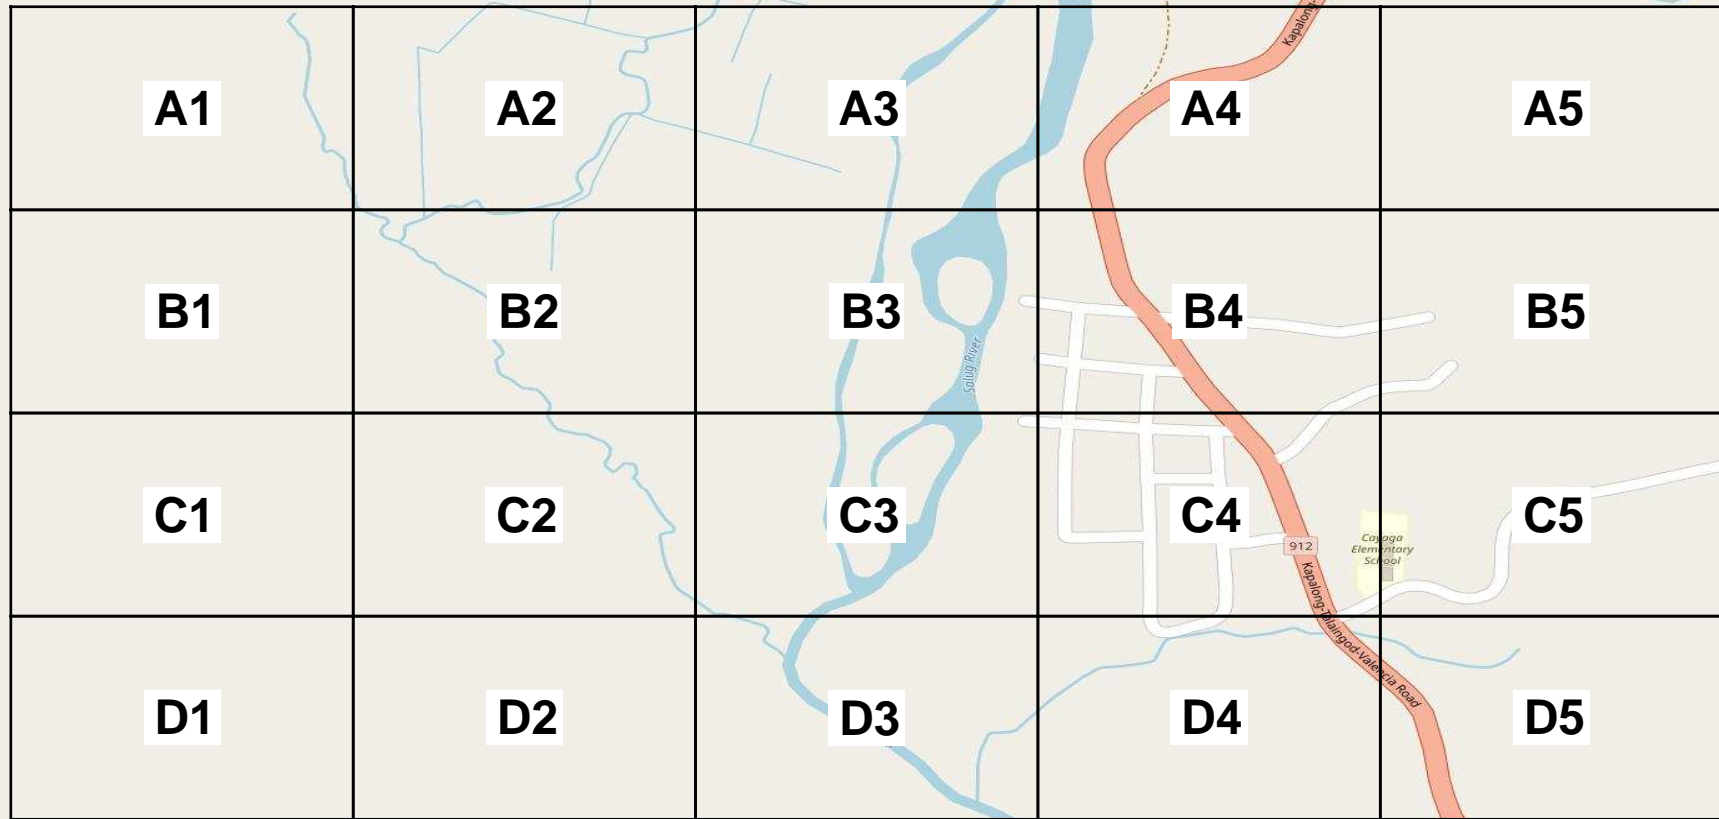 Kapalong-
A1
A2
A3
A4
A5
B1
B2
B3
B4
B5
Salug River
C1
C2
C3
C4
C5
912
Cayaga
Elementary
School
Kapalong-Talaingod-Valencia Road
D1
D2
D3
D4
D5